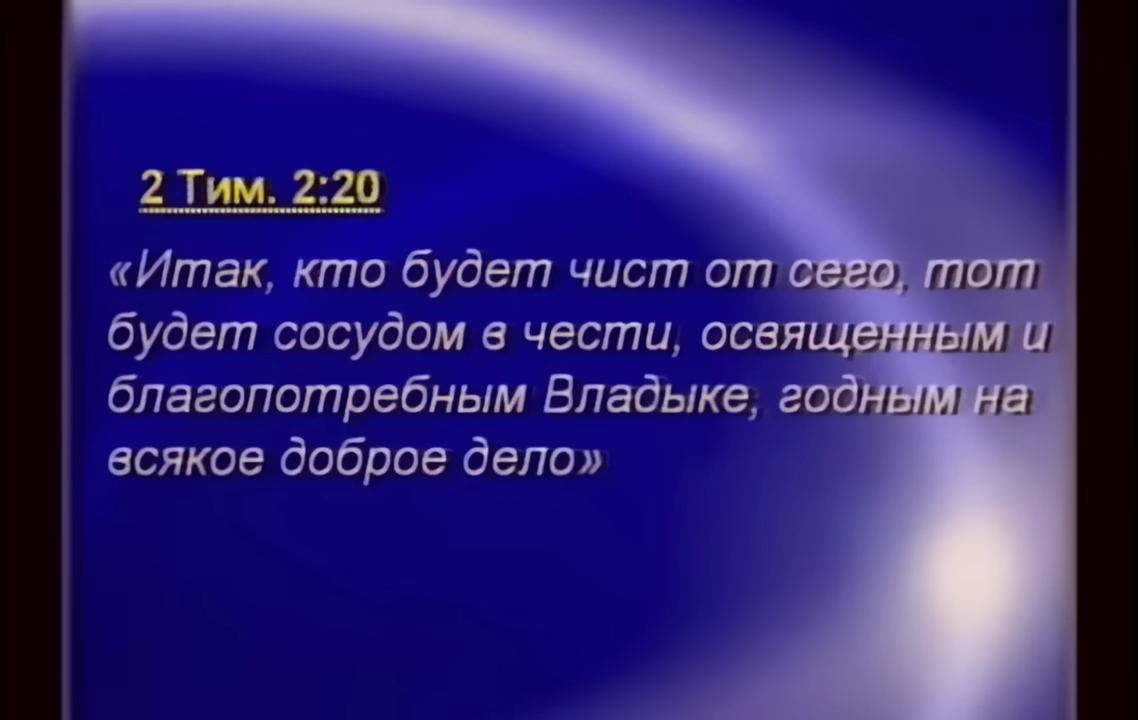 2 Тим. 2:20
«Итак, кто будет чист от сего, тот
будет сосудом в чести, освященным и
благопотребным Владыке, годным на
всякое доброе дело»